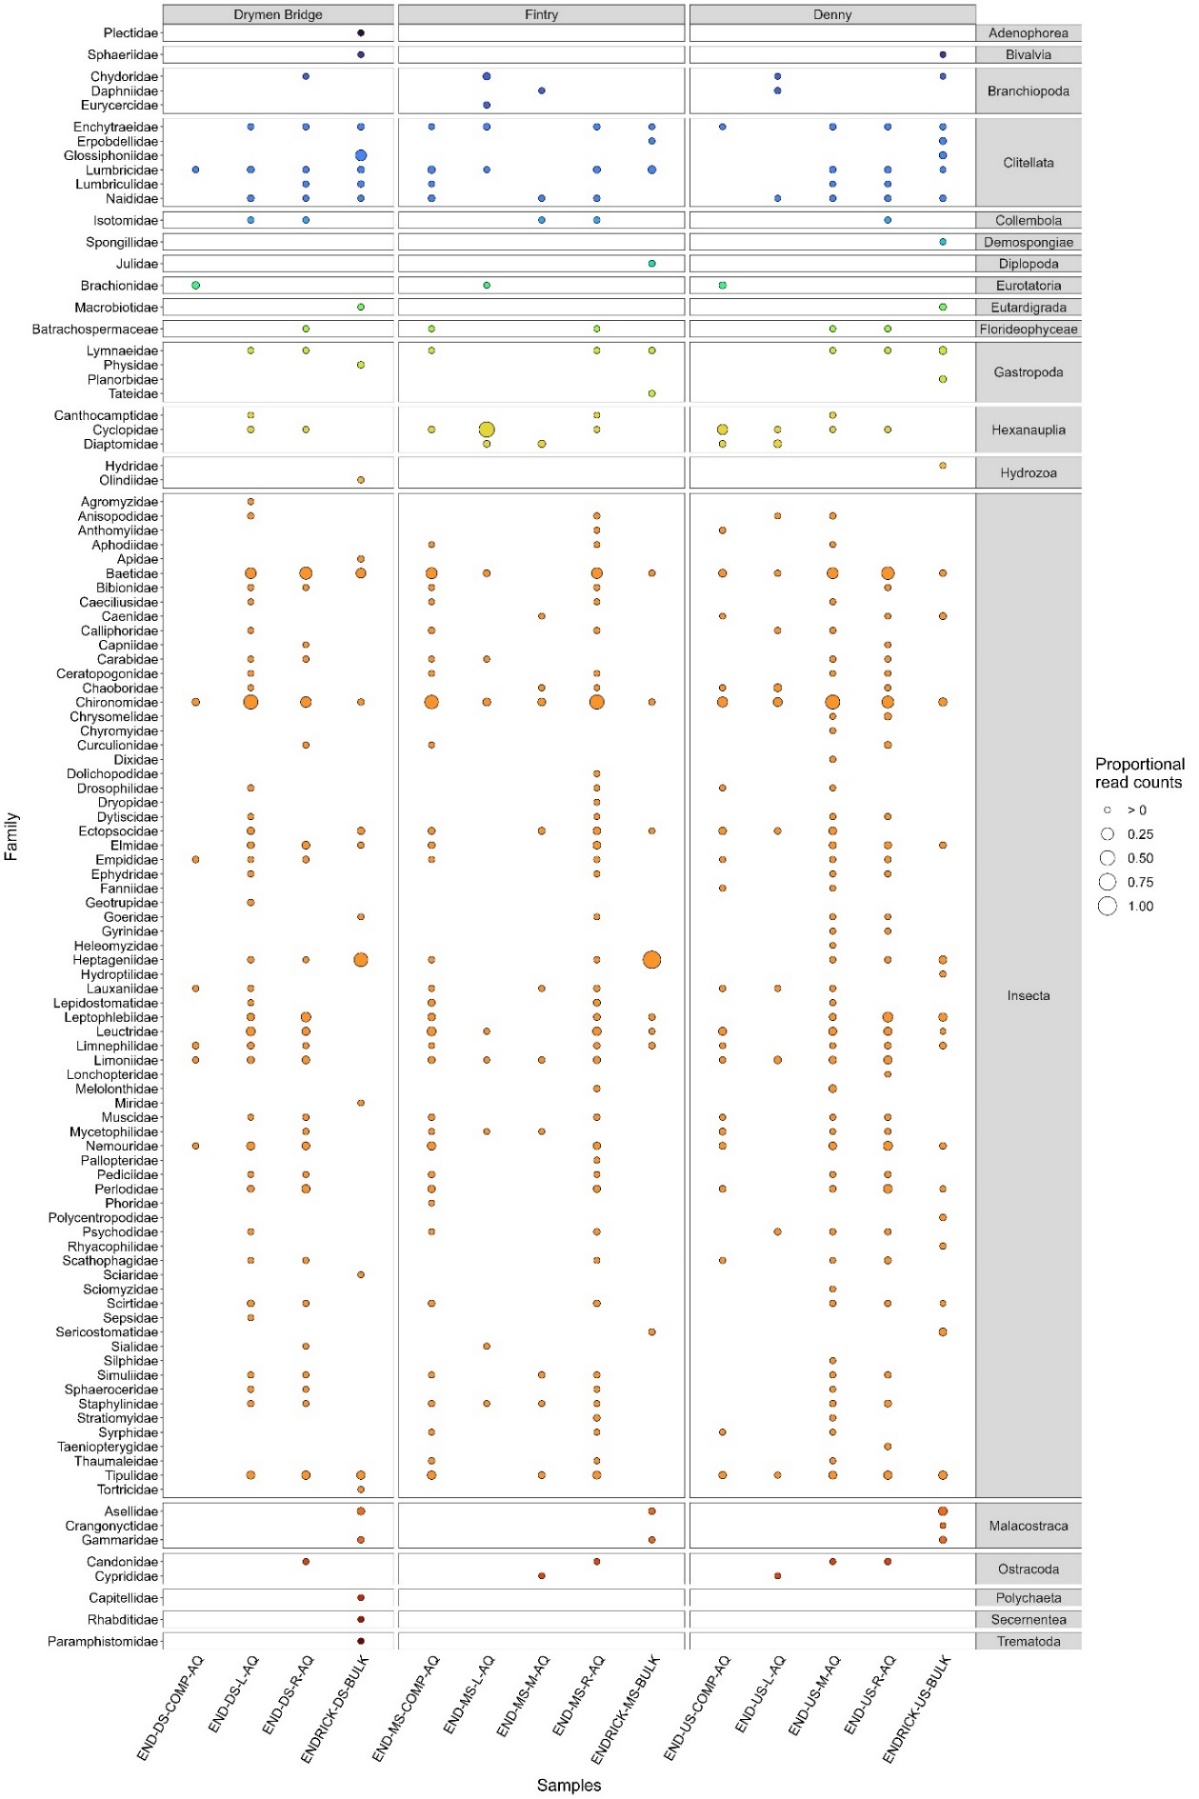 Drymen Bridge
Fintry
Denny
Plectidae
Adenophorea
Sphaeriidae
Bivalvia
Chydoridae
Daphniidae
Eurycercidae
Branchiopoda
Enchytraeidae
Erpobdellidae
Glossiphoniidae
Lumbricidae
Lumbriculidae
Naididae
Clitellata
Isotomidae
Collembola
Spongillidae
Demospongiae
Julidae
Diplopoda
Brachionidae
Eurotatoria
Macrobiotidae
Eutardigrada
Batrachospermaceae
Florideophyceae
Lymnaeidae
Physidae
Planorbidae
Tateidae
Gastropoda
Canthocamptidae
Cyclopidae
Diaptomidae
Hexanauplia
Hydridae
Olindiidae
Hydrozoa
Agromyzidae
Anisopodidae
Anthomyiidae
Aphodiidae
Apidae
Baetidae
Bibionidae
Caeciliusidae
Caenidae
Calliphoridae
Capniidae
Carabidae
Ceratopogonidae
Chaoboridae
Chironomidae
Chrysomelidae
Chyromyidae
Curculionidae
Dixidae
Dolichopodidae
Drosophilidae
Dryopidae
Dytiscidae
Ectopsocidae
Elmidae
Empididae
Ephydridae
Fanniidae
Geotrupidae
Goeridae
Gyrinidae
Heleomyzidae
Heptageniidae
Hydroptilidae
Lauxaniidae
Lepidostomatidae
Leptophlebiidae
Leuctridae
Limnephilidae
Limoniidae
Lonchopteridae
Melolonthidae
Miridae
Muscidae
Mycetophilidae
Nemouridae
Pallopteridae
Pediciidae
Perlodidae
Phoridae
Polycentropodidae
Psychodidae
Rhyacophilidae
Scathophagidae
Sciaridae
Sciomyzidae
Scirtidae
Sepsidae
Sericostomatidae
Sialidae
Silphidae
Simuliidae
Sphaeroceridae
Staphylinidae
Stratiomyidae
Syrphidae
Taeniopterygidae
Thaumaleidae
Tipulidae
Tortricidae
Insecta
Asellidae
Crangonyctidae
Gammaridae
Malacostraca
Candonidae
Cyprididae
Ostracoda
Capitellidae
Polychaeta
Rhabditidae
Secernentea
Paramphistomidae
Trematoda
END-DS-COMP-AQ
END-DS-L-AQ
END-DS-R-AQ
ENDRICK-DS-BULK
END-MS-COMP-AQ
END-MS-L-AQ
END-MS-M-AQ
END-MS-R-AQ
ENDRICK-MS-BULK
END-US-COMP-AQ
END-US-L-AQ
END-US-M-AQ
END-US-R-AQ
ENDRICK-US-BULK
Samples
Family
Proportional
read counts
> 0
0.25
0.50
0.75
1.00